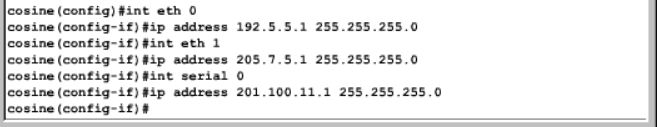 cosine(config)#int eth 0
cosine(config-if)#ip address 192.5.5.1 255.255.255.0
cosine(config-if)#int eth 1
cosine(config-if)#ip address 205.7.5.1 255.255.255.0
cosine(config-if)#int serial 0
cosine(config-if)#ip address 201.100.11.1 255.255.255.0
cosine(config-if)#